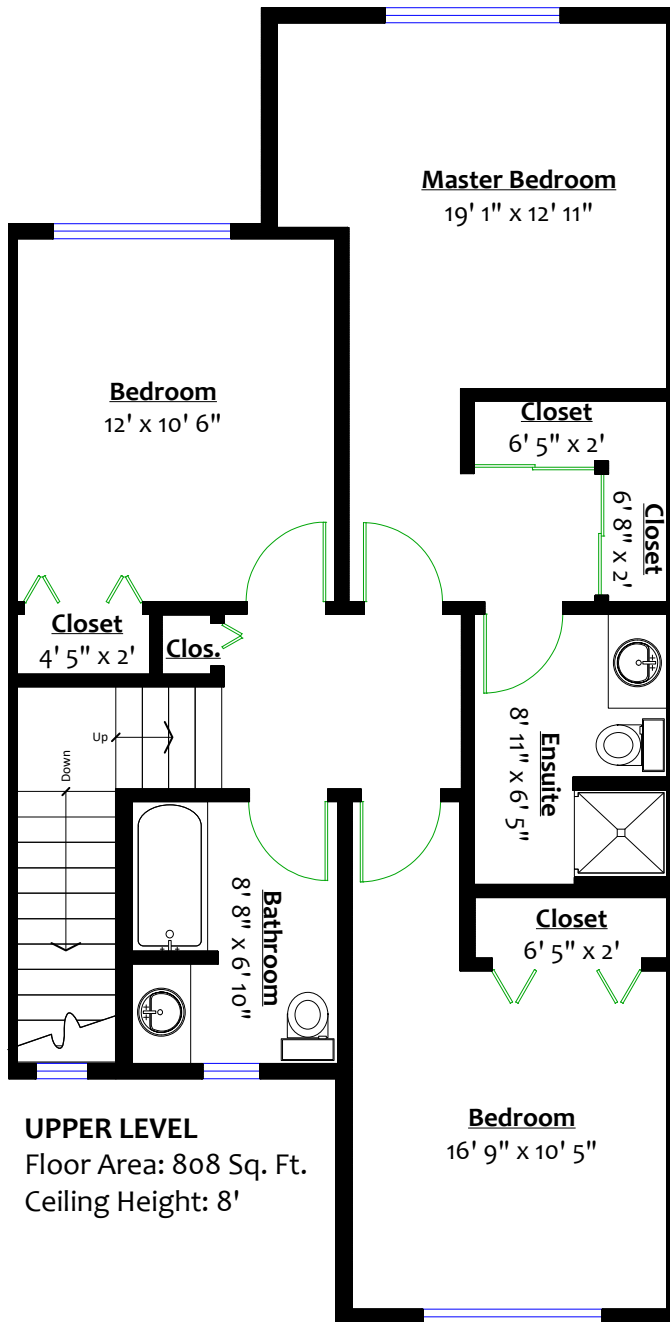 Master Bedroom
19' 1" x 12' 11"
Bedroom
12' x 10' 6"
Closet
6' 5" x 2'
Closet
6' 8" x 2'
Closet
4' 5" x 2'
Clos.
Up
Down
Ensuite
8' 11" x 6' 5"
Bathroom
8' 8" x 6' 10"
Closet
6' 5" x 2'
Bedroom
16' 9" x 10' 5"
UPPER LEVEL
Floor Area: 808 Sq. Ft.
Ceiling Height: 8'